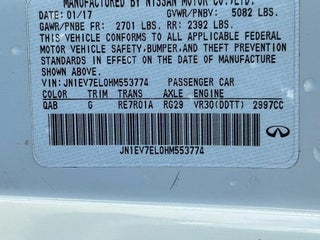 MANUFACTURED BY NISSAN MOTOR CO.,LTD.
DATE: 01/17 GVWR/PNBV: 5082 LBS.
GAWR/PNBE FR: 2701 LBS. RR: 2392 LBS.
THIS VEHICLE CONFORMS TO ALL APPLICABLE FEDERAL
MOTOR VEHICLE SAFETY,BUMPER,AND THEFT PREVENTION
STANDARDS IN EFFECT ON THE DATE OF
MANUFACTURE SHOWN ABOVE.
VIN:JN1EV7EL0HM553774 PASSENGER CAR
COLOR TRIM TRANS AXLE ENGINE
QAB G RE7R01A RG29 VR30(DDTT) 2997CC
JN1EV7EL0HM553774